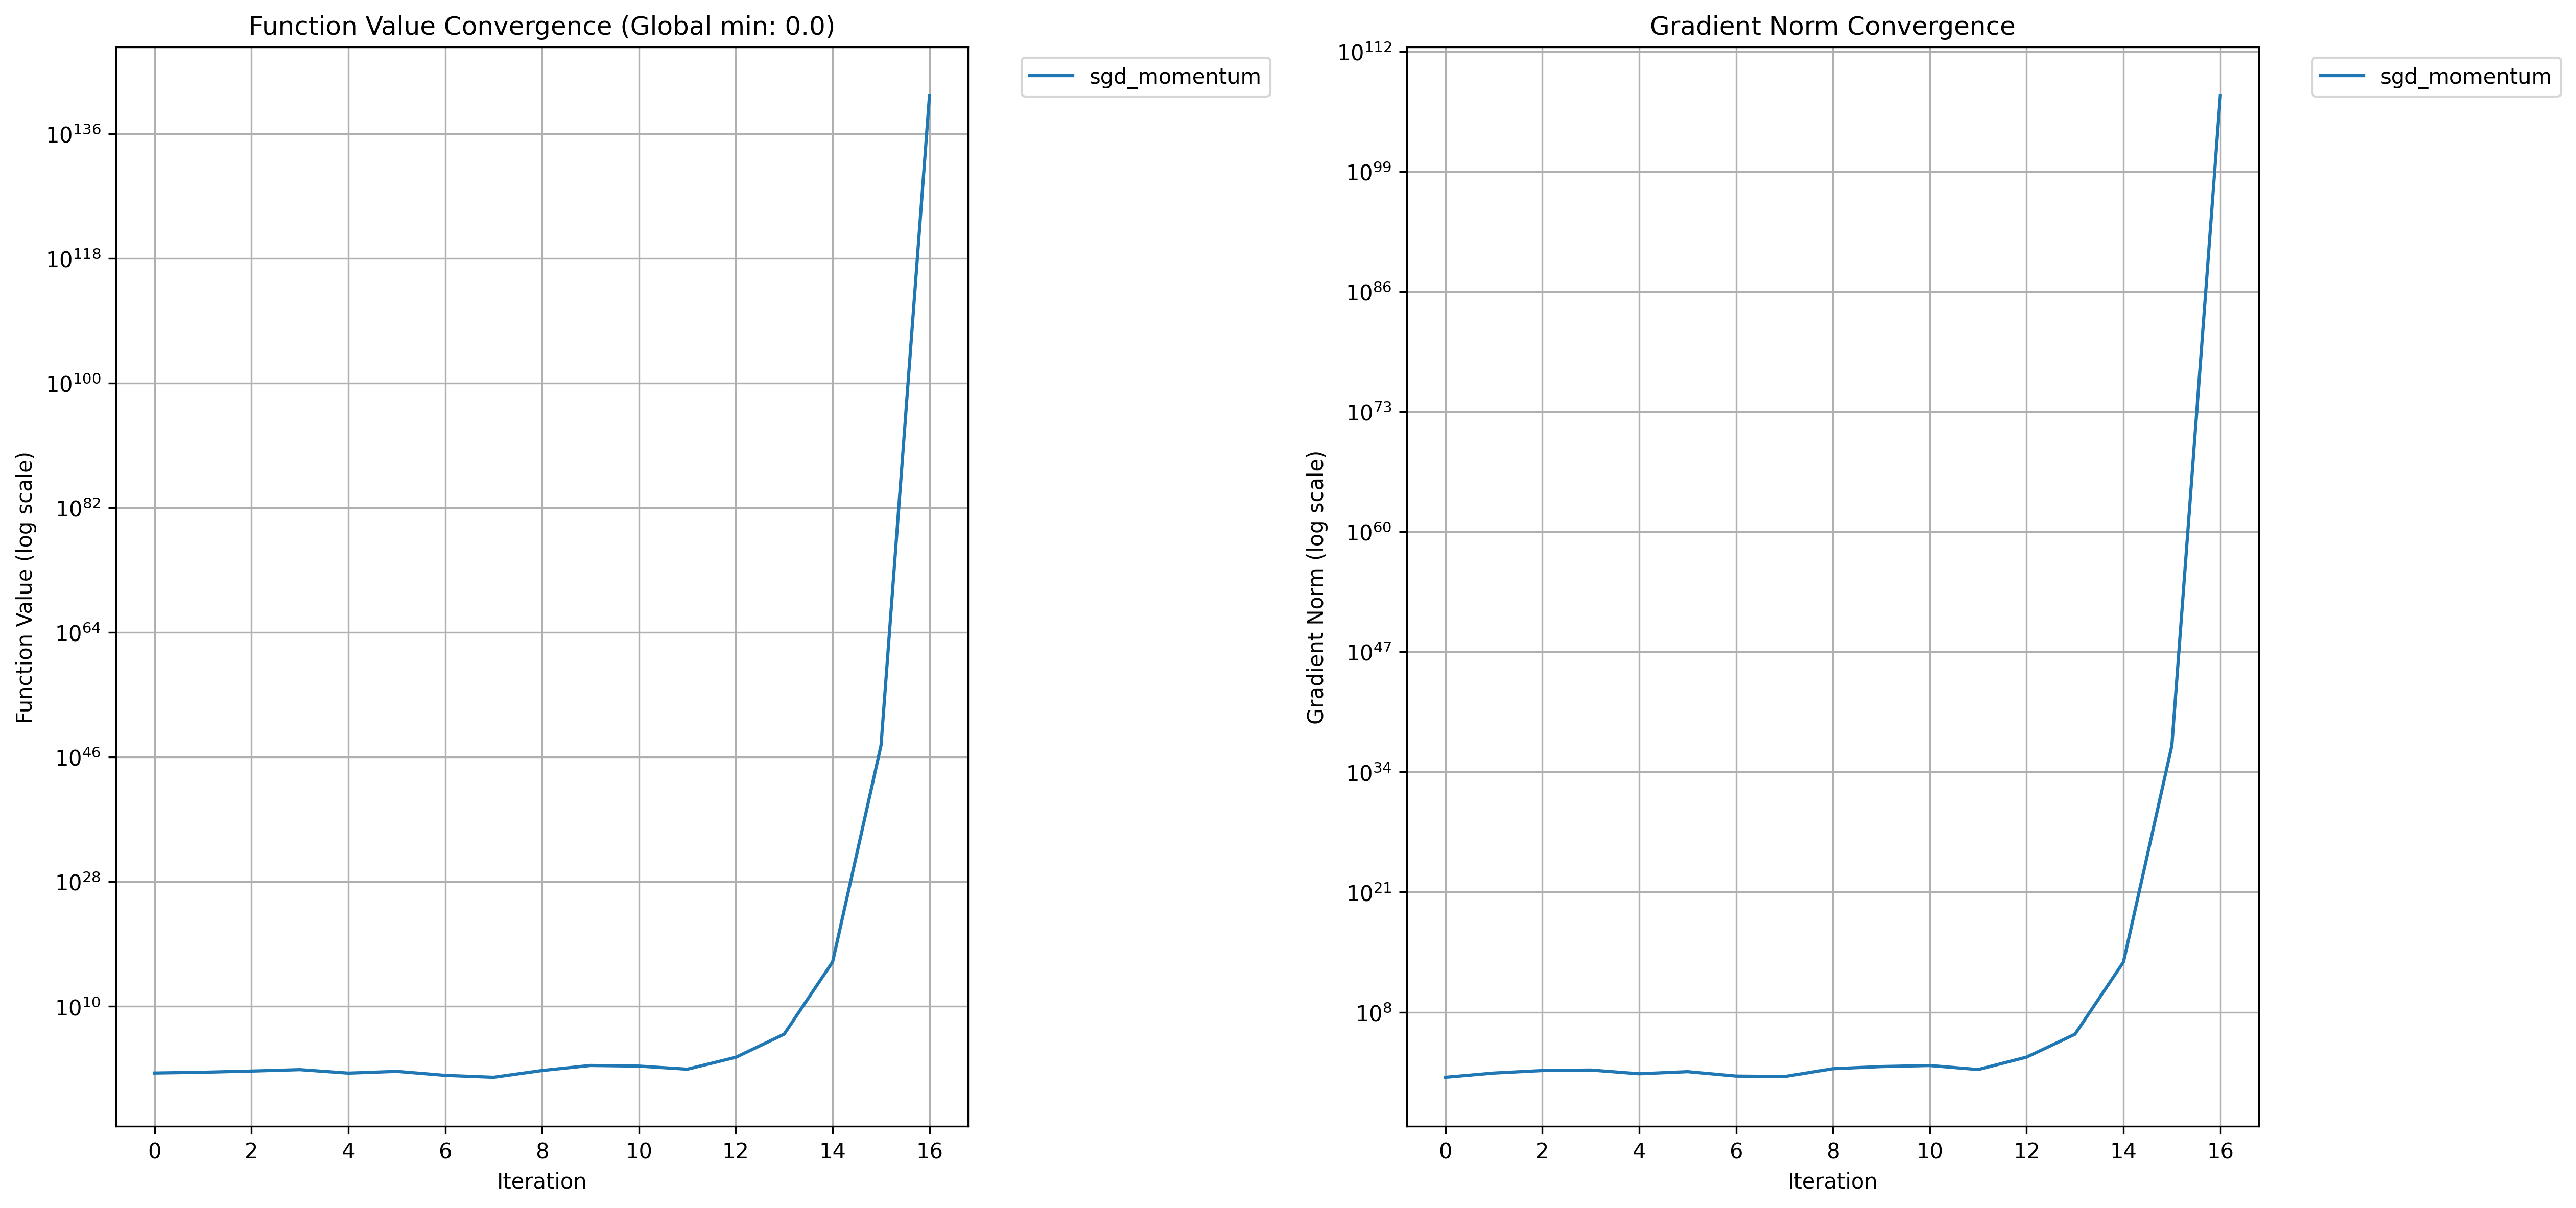 Function Value Convergence (Global min: 0.0)
sgd_momentum
Function Value (log scale)
10^136
10^118
10^100
10^82
10^64
10^46
10^28
10^10
0 2 4 6 8 10 12 14 16
Iteration
Gradient Norm Convergence
sgd_momentum
Gradient Norm (log scale)
10^112
10^99
10^86
10^73
10^60
10^47
10^34
10^21
10^8
0 2 4 6 8 10 12 14 16
Iteration